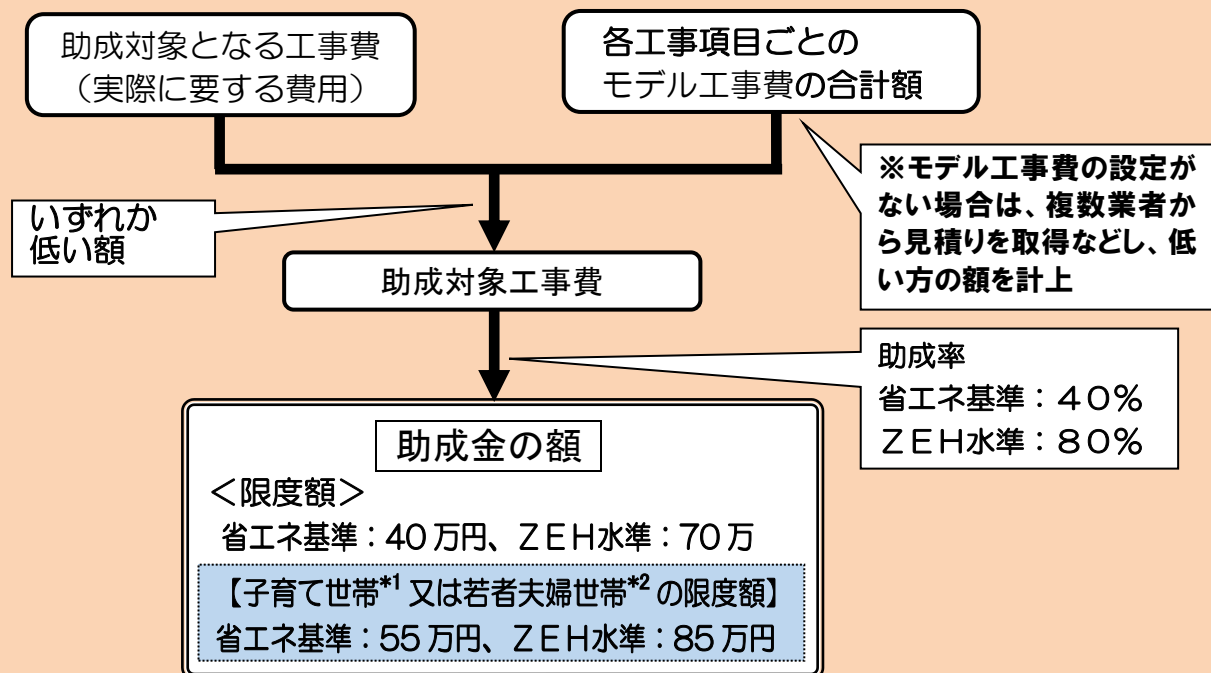 助成対象となる工事費
（実際に要する費用）
各工事項目ごとの
モデル工事費の合計額
※モデル工事費の設定が
ない場合は、複数業者か
ら見積りを取得などし、低
い方の額を計上
いずれか
低い額
助成対象工事費
助成率
省エネ基準：４０％
ＺＥＨ水準：８０％
助成金の額
＜限度額＞
省エネ基準：40万円、ＺＥＨ水準：70万
【子育て世帯*1 又は若者夫婦世帯*2 の限度額】
省エネ基準：55万円、ＺＥＨ水準：85万円